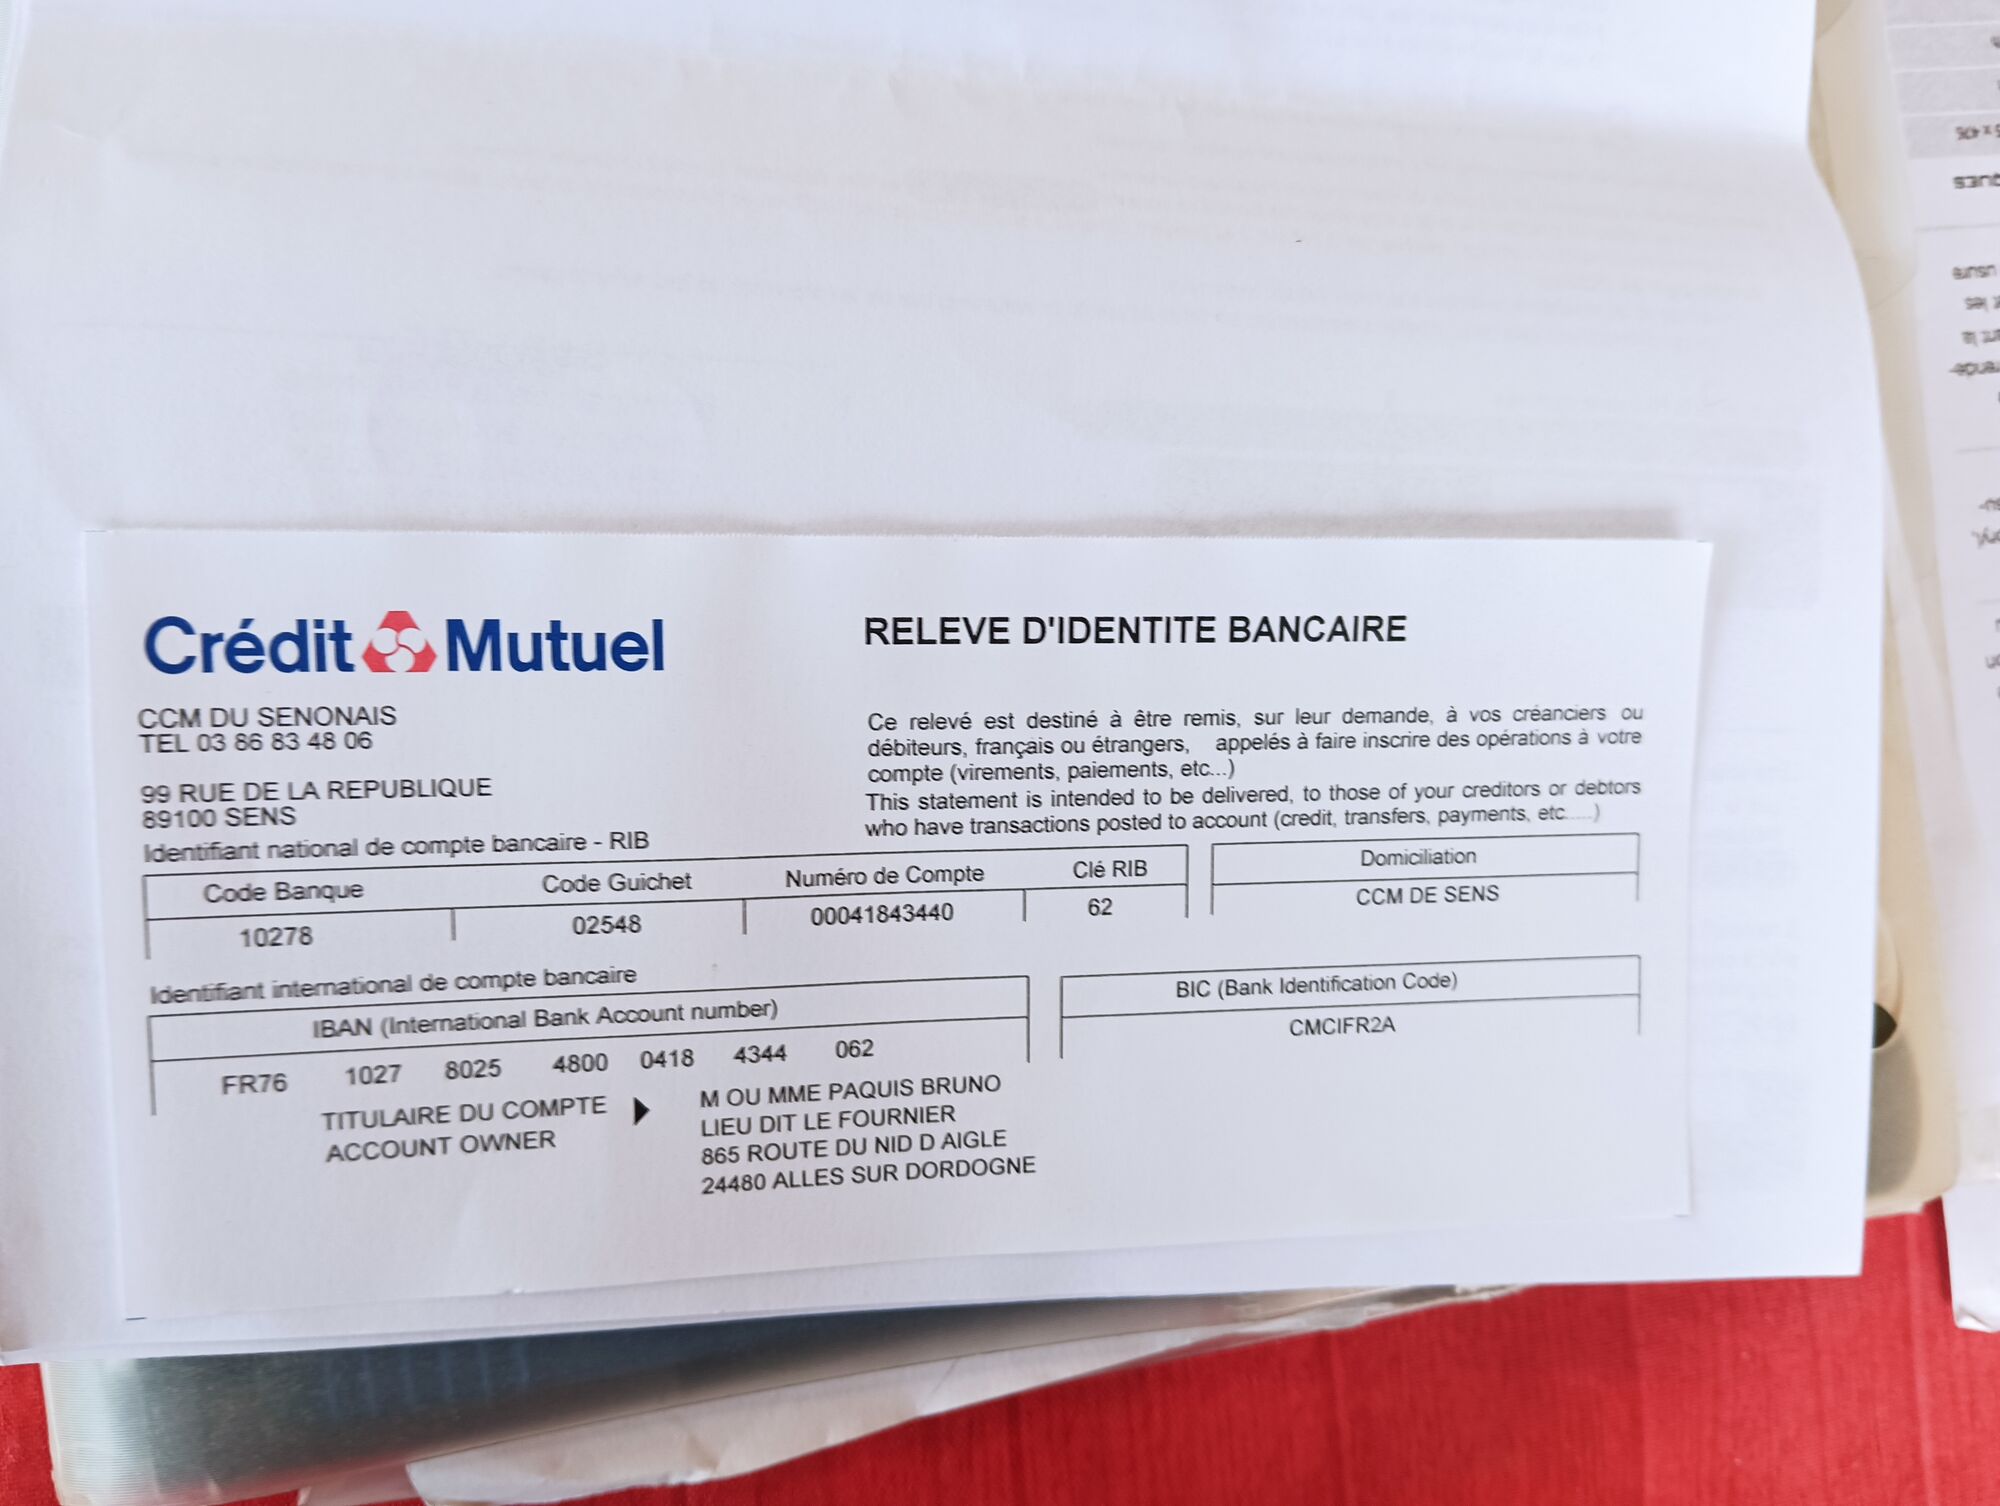 Crédit Mutuel
RELEVE D'IDENTITE BANCAIRE
CCM DU SENONAIS
TEL 03 86 83 48 06
99 RUE DE LA REPUBLIQUE
89100 SENS
Ce relevé est destiné à être remis, sur leur demande, à vos créanciers ou
débiteurs, français ou étrangers, appelés à faire inscrire des opérations à votre
compte (virements, paiements, etc...)
This statement is intended to be delivered, to those of your creditors or debtors
who have transactions posted to account (credit, transfers, payments, etc.....)
Identifiant national de compte bancaire - RIB
Code Banque Code Guichet Numéro de Compte Clé RIB Domiciliation
10278 02548 00041843440 62 CCM DE SENS
Identifiant international de compte bancaire
IBAN (International Bank Account number) BIC (Bank Identification Code)
FR76 1027 8025 4800 0418 4344 062 CMCIFR2A
TITULAIRE DU COMPTE
ACCOUNT OWNER
M OU MME PAQUIS BRUNO
LIEU DIT LE FOURNIER
865 ROUTE DU NID D AIGLE
24480 ALLES SUR DORDOGNE